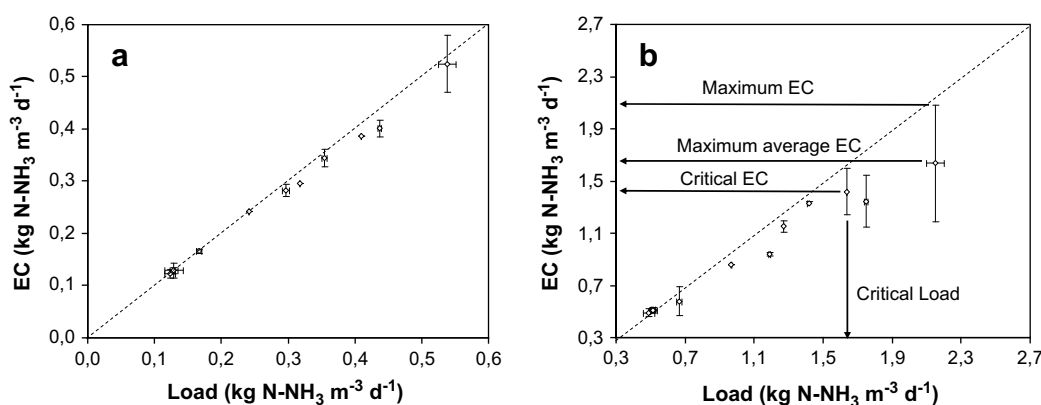 a
EC (kg N-NH₃ m⁻³ d⁻¹)
0,6
0,5
0,4
0,3
0,2
0,1
0,0
0,0 0,1 0,2 0,3 0,4 0,5 0,6
Load (kg N-NH₃ m⁻³ d⁻¹)
b
EC (kg N-NH₃ m⁻³ d⁻¹)
2,7
2,3
1,9
1,5
1,1
0,7
0,3
Maximum EC
Maximum average EC
Critical EC
Critical Load
0,3 0,7 1,1 1,5 1,9 2,3 2,7
Load (kg N-NH₃ m⁻³ d⁻¹)